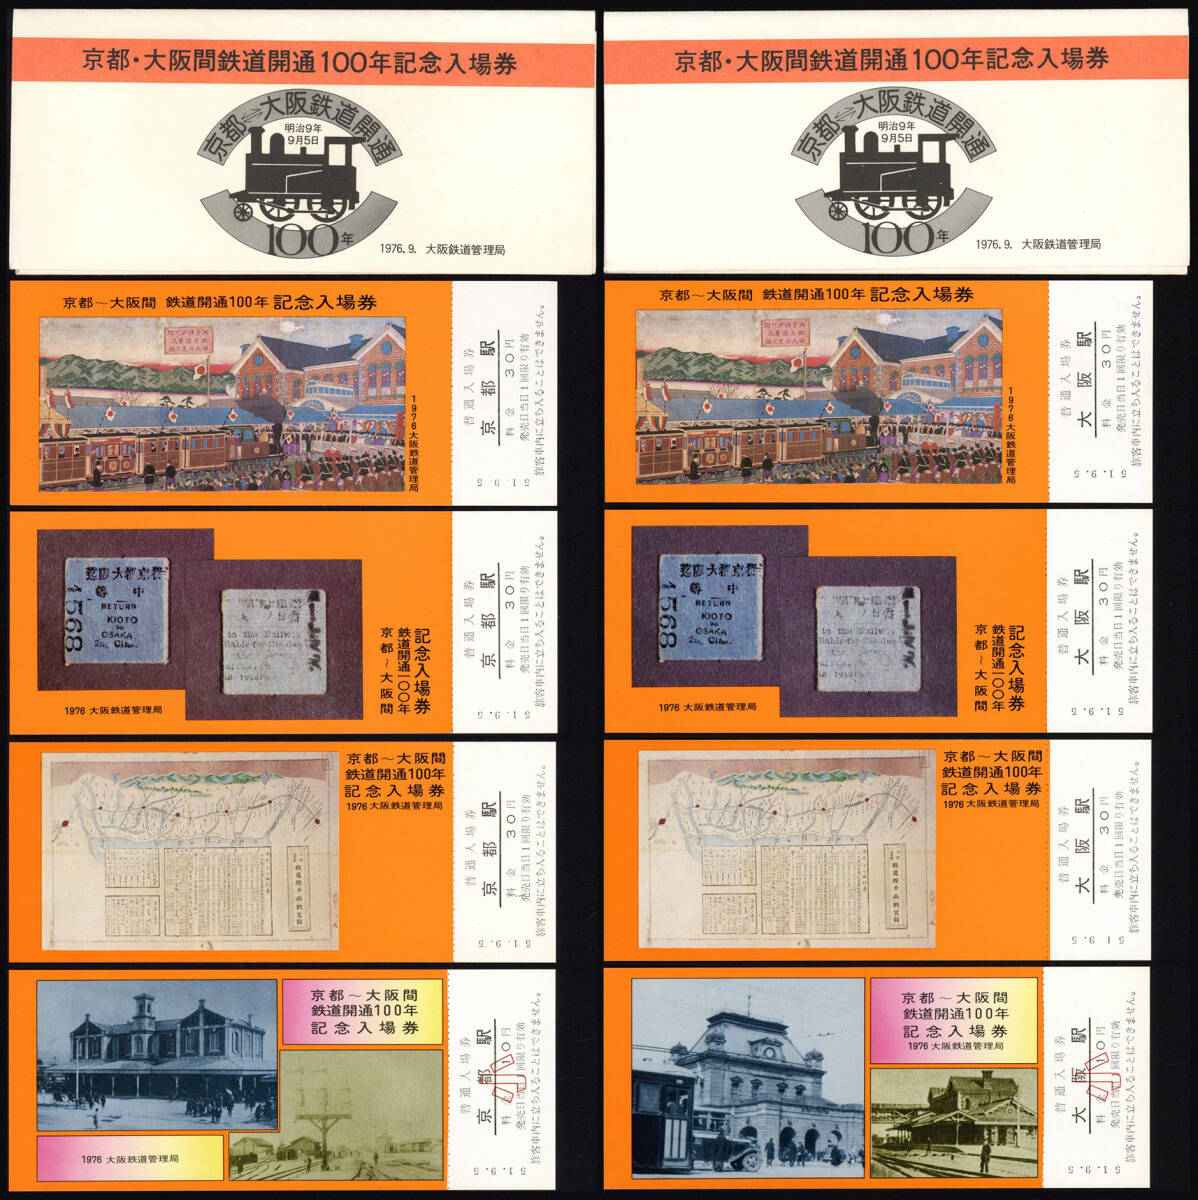 京都・大阪間鉄道開通100年記念入場券
京都⇔大阪鉄道開通
明治9年
9月5日
100年
1976.9. 大阪鉄道管理局
京都・大阪間鉄道開通100年記念入場券
京都⇔大阪鉄道開通
明治9年
9月5日
100年
1976.9. 大阪鉄道管理局
京都～大阪間 鉄道開通100年 記念入場券
1976大阪鉄道管理局
普通入場券
京都駅
料金 30円
発売日当日1回限り有効
旅客車内に立ち入ることはできません。
51.9.5
京都～大阪間 鉄道開通100年 記念入場券
1976大阪鉄道管理局
普通入場券
大阪駅
料金 30円
発売日当日1回限り有効
旅客車内に立ち入ることはできません。
51.9.5
中等
RETURN
KIOTO
to
OSAKA
4568
to the Railway
記念入場券
鉄道開通一〇〇年
京都～大阪間
1976 大阪鉄道管理局
普通入場券
京都駅
料金 30円
発売日当日1回限り有効
旅客車内に立ち入ることはできません。
51.9.5
中等
RETURN
KIOTO
to
OSAKA
4568
to the Railway
記念入場券
鉄道開通一〇〇年
京都～大阪間
1976 大阪鉄道管理局
普通入場券
大阪駅
料金 30円
発売日当日1回限り有効
旅客車内に立ち入ることはできません。
51.9.5
京都～大阪間
鉄道開通100年
記念入場券
1976 大阪鉄道管理局
普通入場券
京都駅
料金 30円
発売日当日1回限り有効
旅客車内に立ち入ることはできません。
51.9.5
京都～大阪間
鉄道開通100年
記念入場券
1976 大阪鉄道管理局
普通入場券
大阪駅
料金 30円
発売日当日1回限り有効
旅客車内に立ち入ることはできません。
51.9.5
京都～大阪間
鉄道開通100年
記念入場券
1976 大阪鉄道管理局
普通入場券
京都駅
料金 10円
発売日当日1回限り有効
旅客車内に立ち入ることはできません。
51.9.5
京都～大阪間
鉄道開通100年
記念入場券
1976 大阪鉄道管理局
普通入場券
大阪駅
料金 10円
発売日当日1回限り有効
旅客車内に立ち入ることはできません。
51.9.5